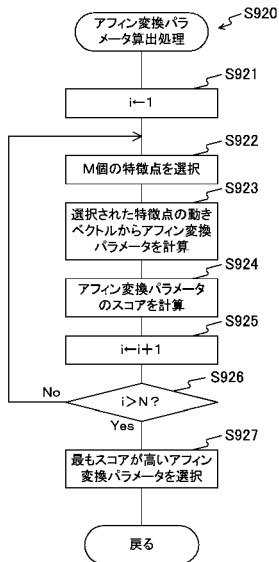 アフィン変換パラ
メータ算出処理
S920
S921
i←1
S922
M個の特徴点を選択
S923
選択された特徴点の動き
ベクトルからアフィン変換
パラメータを計算
S924
アフィン変換パラメータ
のスコアを計算
S925
i←i+1
S926
No
i>N?
Yes
S927
最もスコアが高いアフィン
変換パラメータを選択
戻る